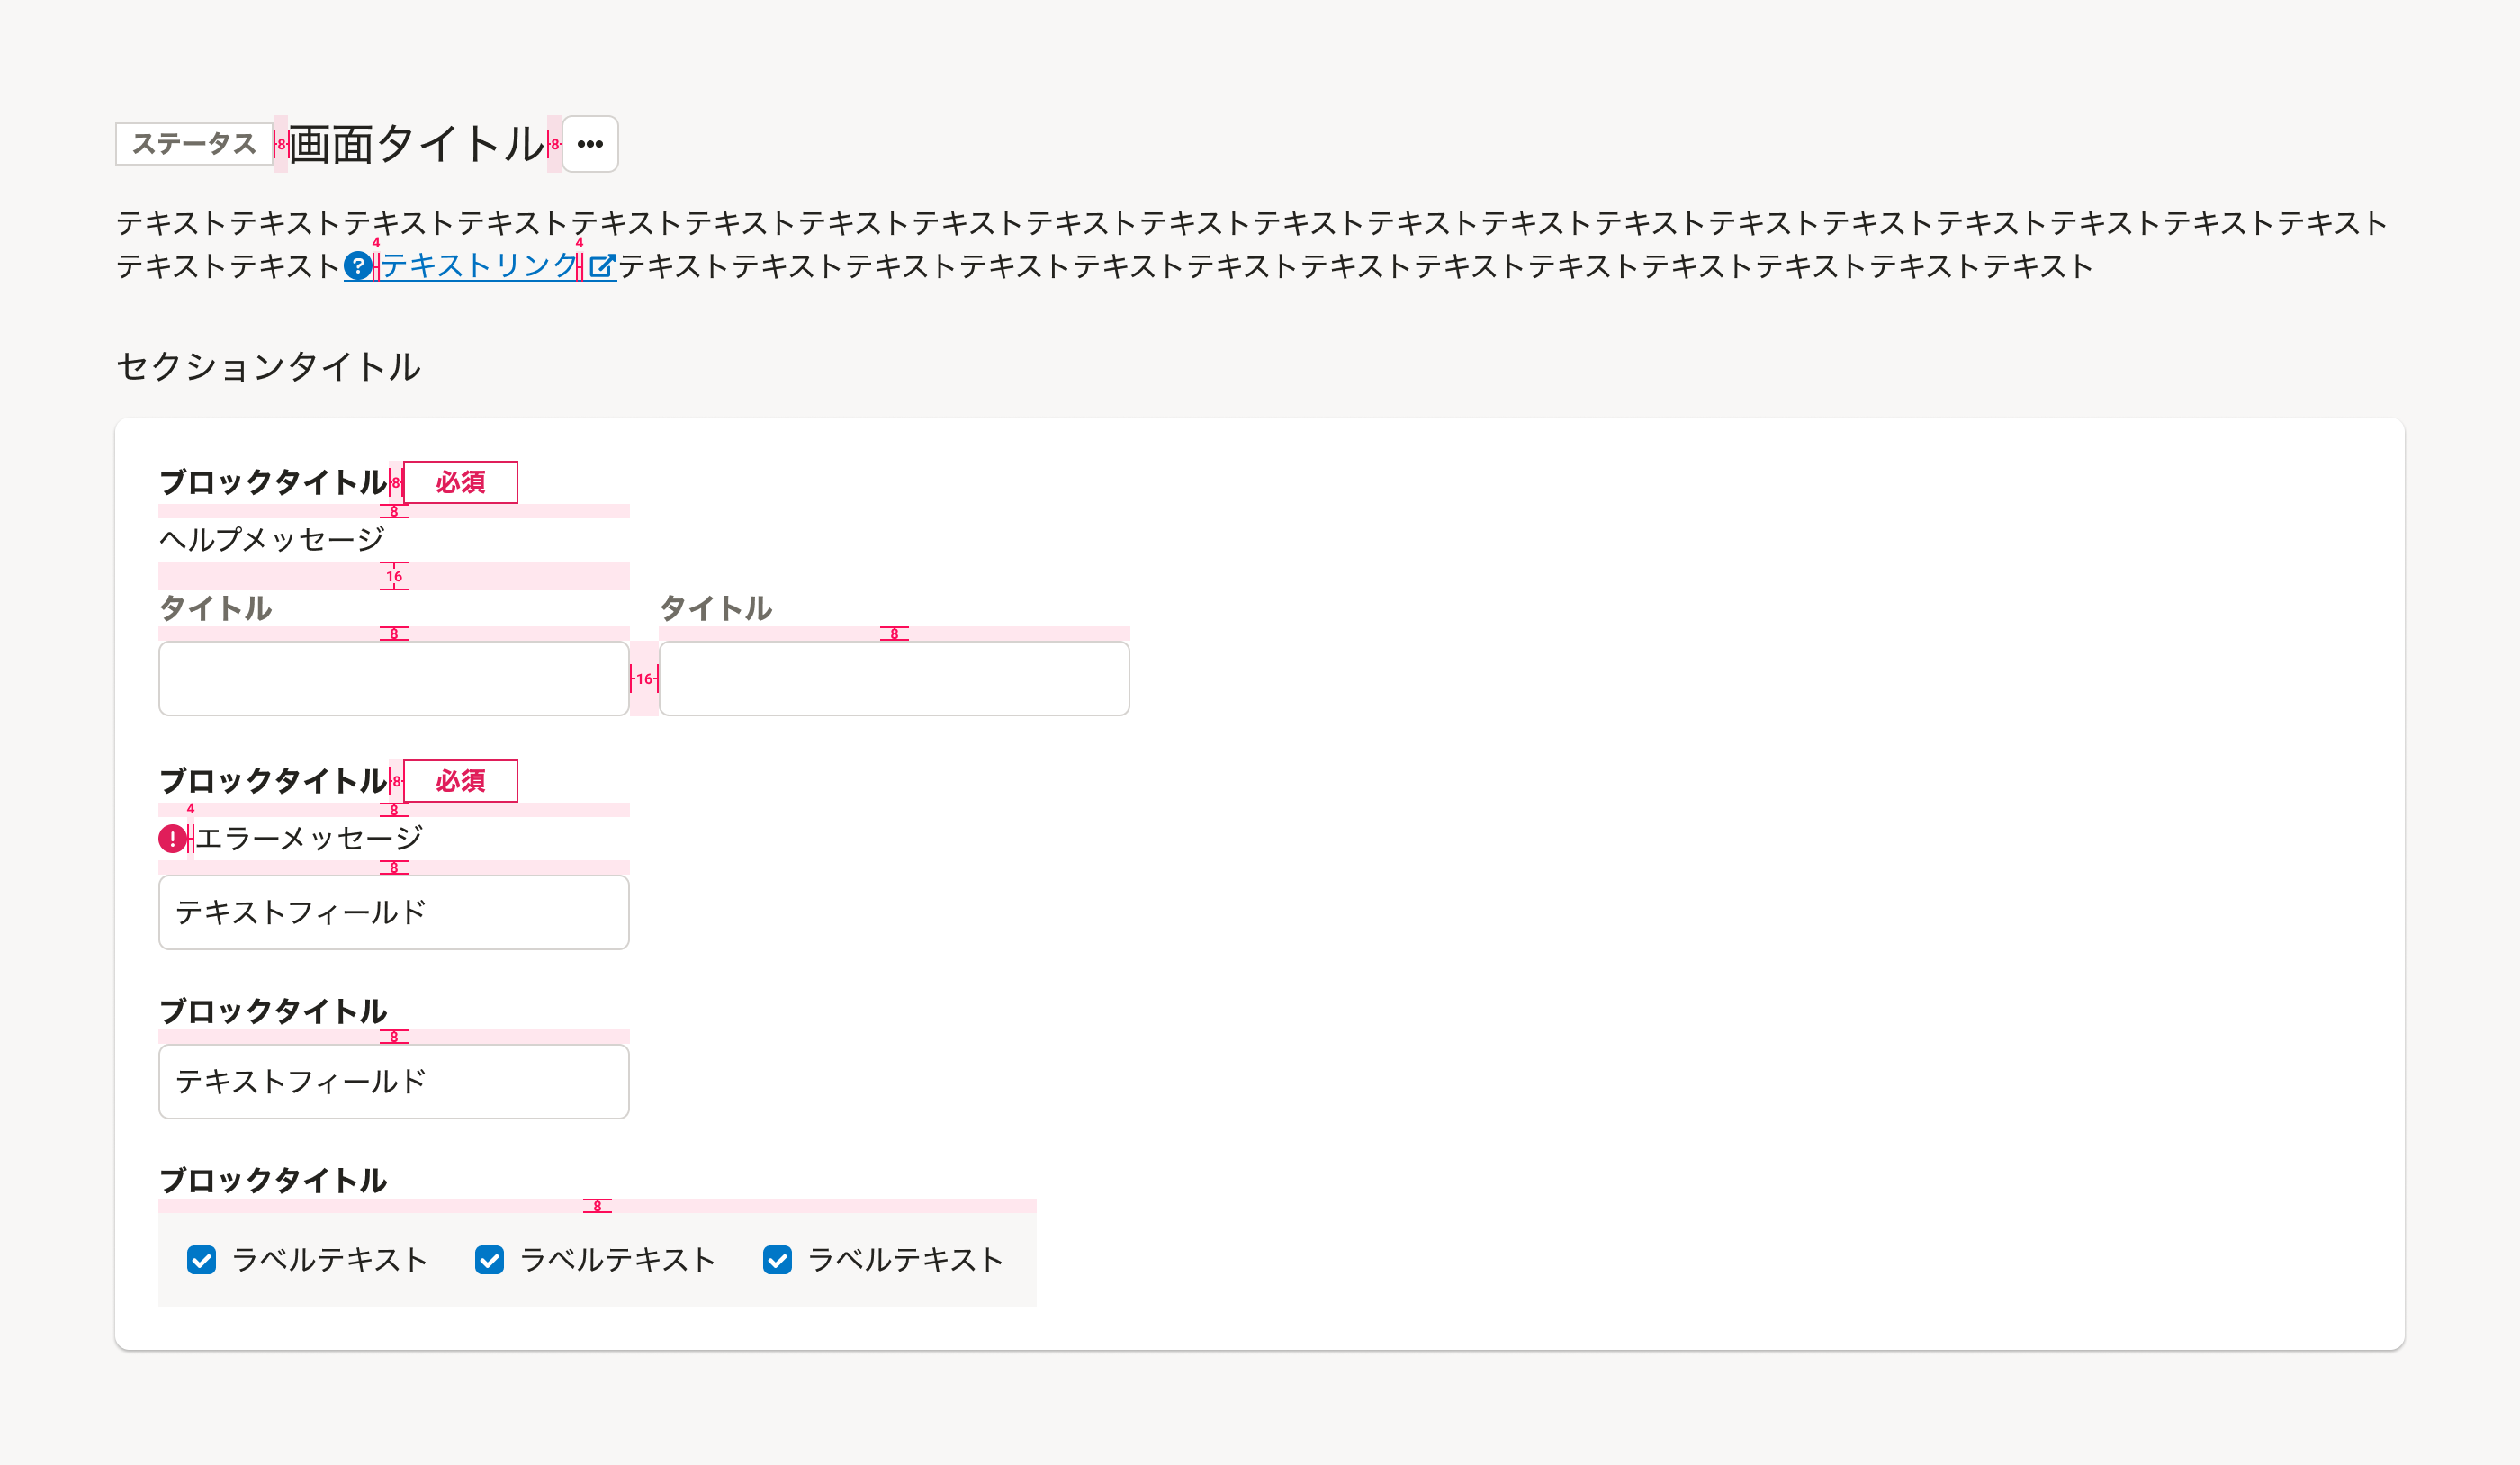 ステータス 8 画面タイトル 8 •••
テキストテキストテキストテキストテキストテキストテキストテキストテキストテキストテキストテキストテキストテキストテキストテキストテキストテキストテキストテキスト
4 4
テキストテキスト ? テキストリンク テキストテキストテキストテキストテキストテキストテキストテキストテキストテキストテキストテキストテキスト
セクションタイトル
ブロックタイトル 8 必須
8
ヘルプメッセージ
16
タイトル タイトル
8 8
16
ブロックタイトル 8 必須
4 8
! エラーメッセージ
8
テキストフィールド
ブロックタイトル
8
テキストフィールド
ブロックタイトル
8
ラベルテキスト ラベルテキスト ラベルテキスト